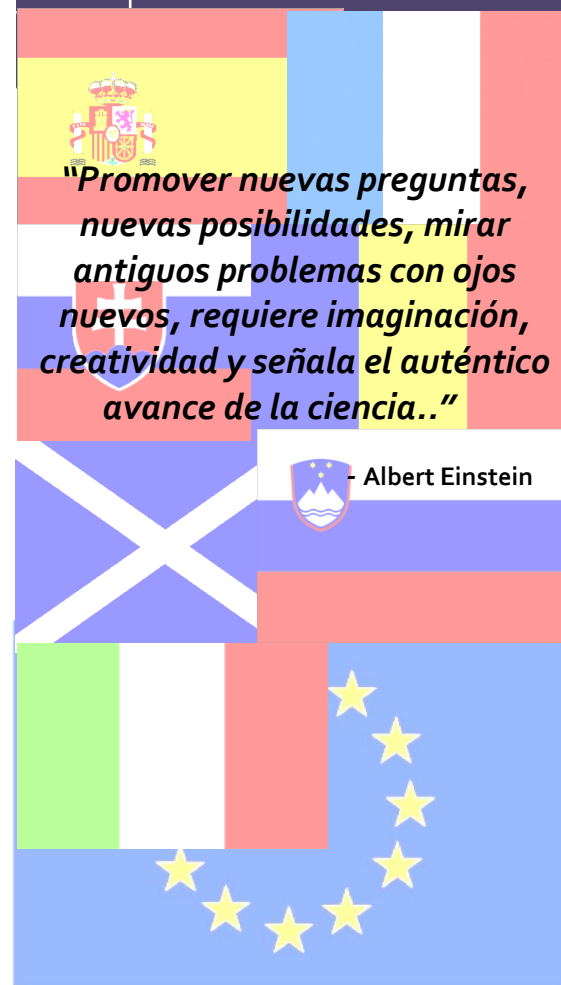 “Promover nuevas preguntas,
nuevas posibilidades, mirar
antiguos problemas con ojos
nuevos, requiere imaginación,
creatividad y señala el auténtico
avance de la ciencia..”
- Albert Einstein